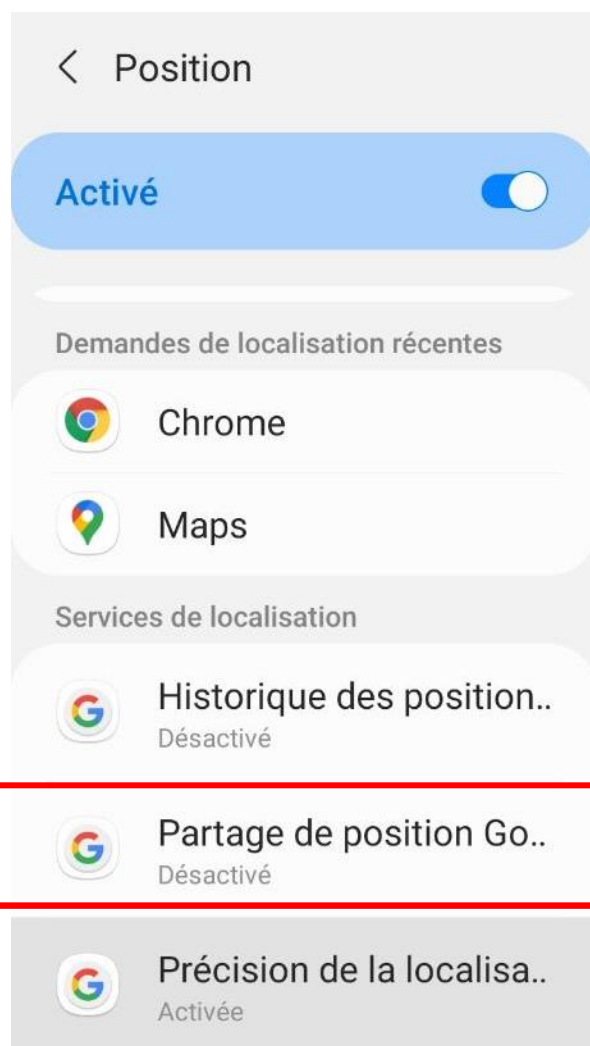 Position
Activé
Demandes de localisation récentes
Chrome
Maps
Services de localisation
Historique des position..
Désactivé
Partage de position Go..
Désactivé
Précision de la localisa..
Activée